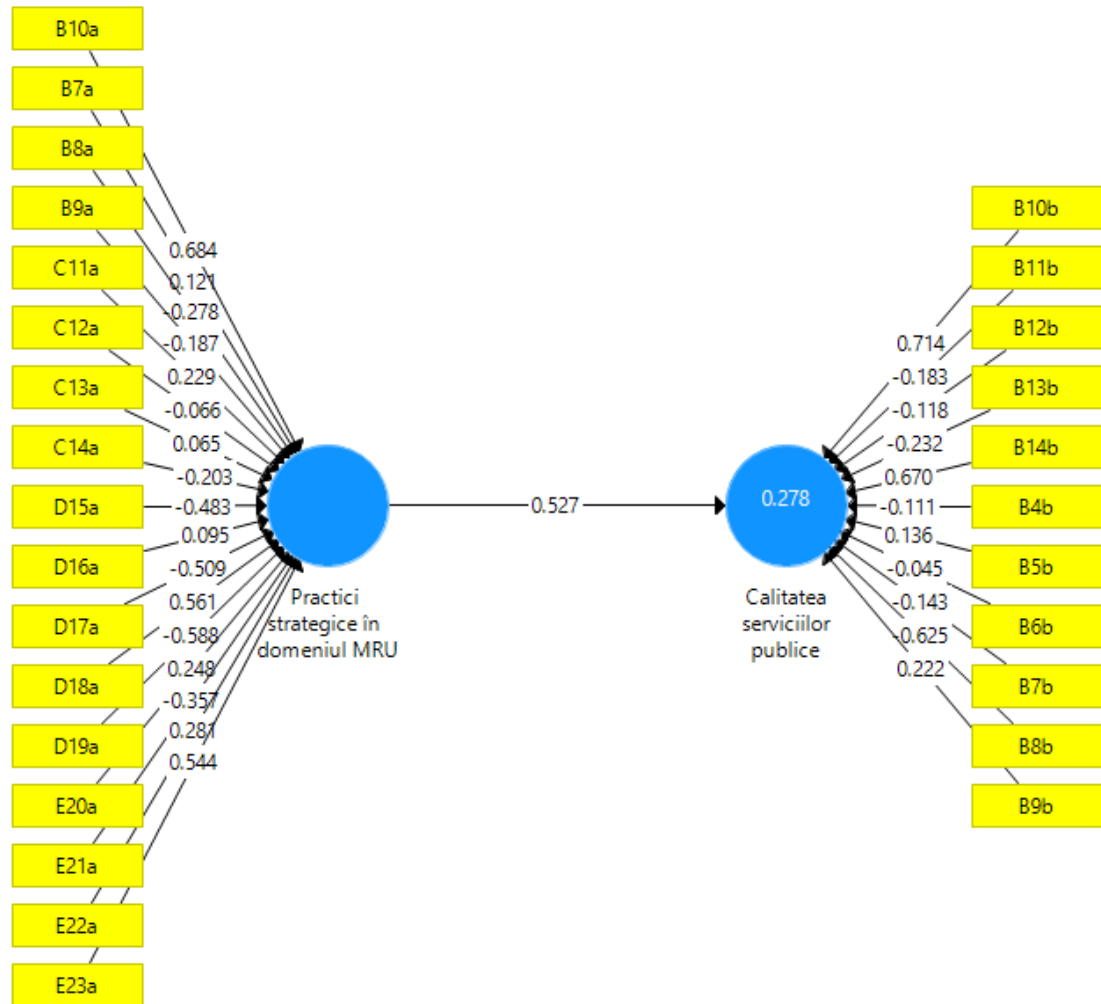 B10a
B7a
B8a
B9a
C11a
C12a
C13a
C14a
D15a
D16a
D17a
D18a
D19a
E20a
E21a
E22a
E23a
0.684
0.121
-0.278
-0.187
0.229
-0.066
0.065
-0.203
-0.483
0.095
-0.509
0.561
-0.588
0.248
-0.357
0.281
0.544
Practici
strategice în
domeniul MRU
0.527
0.278
Calitatea
serviciilor
publice
0.714
-0.183
-0.118
-0.232
0.670
-0.111
0.136
-0.045
-0.143
-0.625
0.222
B10b
B11b
B12b
B13b
B14b
B4b
B5b
B6b
B7b
B8b
B9b